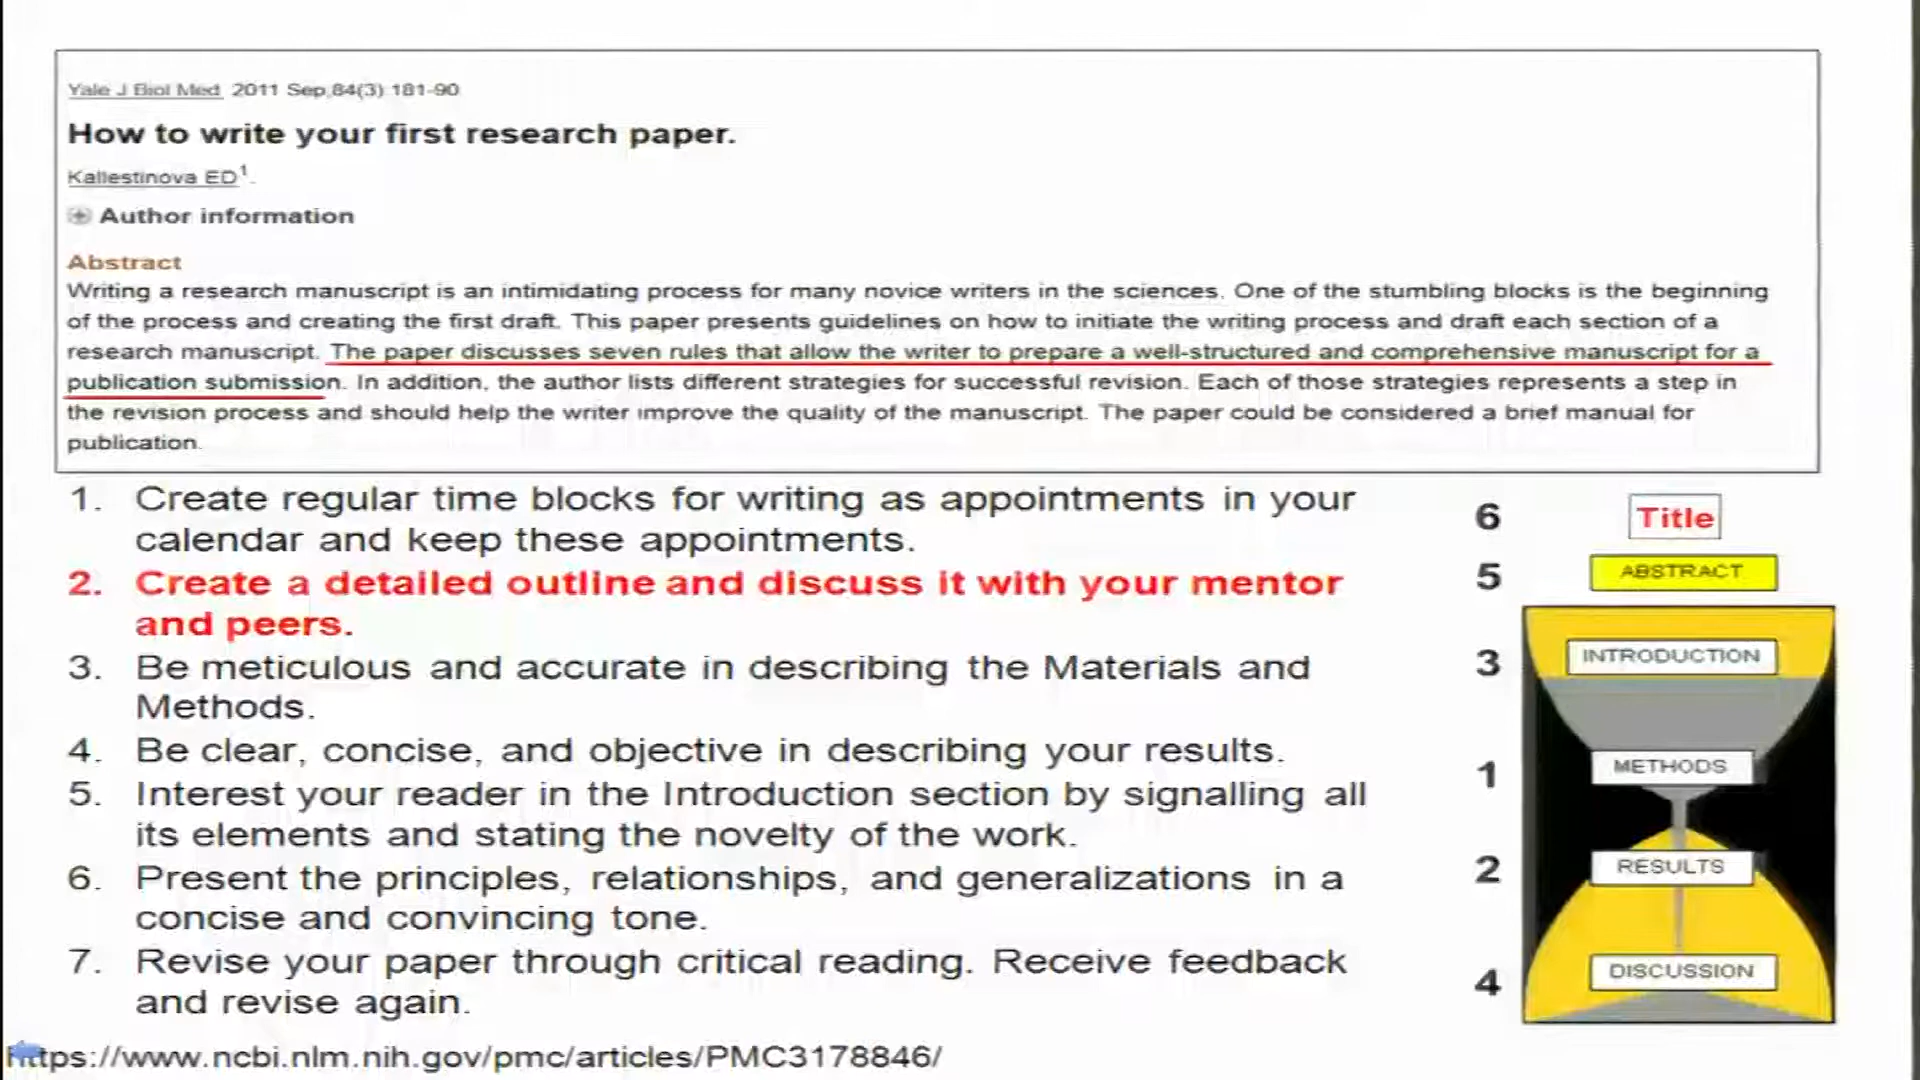 Yale J Biol Med. 2011 Sep;84(3):181-90
How to write your first research paper.
Kallestinova ED1.
Author information
Abstract
Writing a research manuscript is an intimidating process for many novice writers in the sciences. One of the stumbling blocks is the beginning
of the process and creating the first draft. This paper presents guidelines on how to initiate the writing process and draft each section of a
research manuscript. The paper discusses seven rules that allow the writer to prepare a well-structured and comprehensive manuscript for a
publication submission. In addition, the author lists different strategies for successful revision. Each of those strategies represents a step in
the revision process and should help the writer improve the quality of the manuscript. The paper could be considered a brief manual for
publication.
1. Create regular time blocks for writing as appointments in your
calendar and keep these appointments.
2. Create a detailed outline and discuss it with your mentor
and peers.
3. Be meticulous and accurate in describing the Materials and
Methods.
4. Be clear, concise, and objective in describing your results.
5. Interest your reader in the Introduction section by signalling all
its elements and stating the novelty of the work.
6. Present the principles, relationships, and generalizations in a
concise and convincing tone.
7. Revise your paper through critical reading. Receive feedback
and revise again.
6 Title
5 ABSTRACT
3 INTRODUCTION
1 METHODS
2 RESULTS
4 DISCUSSION
https://www.ncbi.nlm.nih.gov/pmc/articles/PMC3178846/